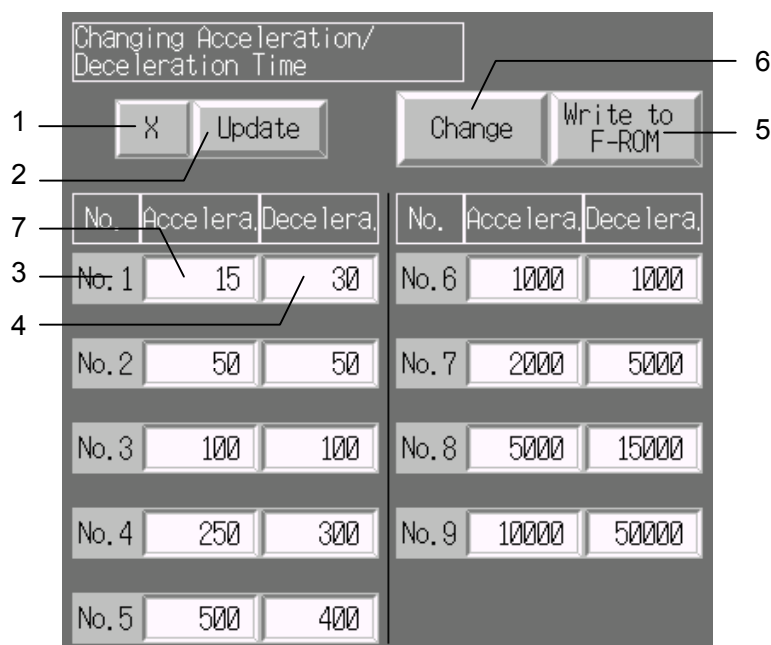 Changing Acceleration/
Deceleration Time
6
1
X
Update
Change
Write to
F-ROM
5
2
No. Accelera. Decelera.
No. Accelera. Decelera.
7
3
No.1 15 30
No.6 1000 1000
4
No.2 50 50
No.7 2000 5000
No.3 100 100
No.8 5000 15000
No.4 250 300
No.9 10000 50000
No.5 500 400